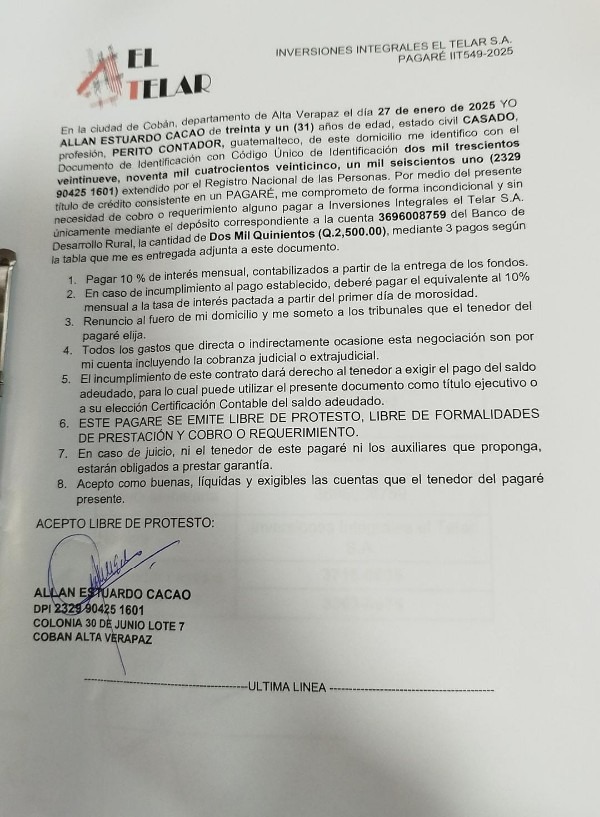 EL
TELAR
INVERSIONES INTEGRALES EL TELAR S.A.
PAGARÉ IIT549-2025
En la ciudad de Cobán, departamento de Alta Verapaz el día 27 de enero de 2025 YO
ALLAN ESTUARDO CACAO de treinta y un (31) años de edad, estado civil CASADO,
profesión, PERITO CONTADOR, guatemalteco, de este domicilio me identifico con el
Documento de Identificación con Código Único de Identificación dos mil trescientos
veintinueve, noventa mil cuatrocientos veinticinco, un mil seiscientos uno (2329
90425 1601) extendido por el Registro Nacional de las Personas. Por medio del presente
título de crédito consistente en un PAGARÉ, me comprometo de forma incondicional y sin
necesidad de cobro o requerimiento alguno pagar a Inversiones Integrales el Telar S.A.
únicamente mediante el depósito correspondiente a la cuenta 3696008759 del Banco de
Desarrollo Rural, la cantidad de Dos Mil Quinientos (Q.2,500.00), mediante 3 pagos según
la tabla que me es entregada adjunta a este documento.
1. Pagar 10 % de interés mensual, contabilizados a partir de la entrega de los fondos.
2. En caso de incumplimiento al pago establecido, deberé pagar el equivalente al 10%
mensual a la tasa de interés pactada a partir del primer día de morosidad.
3. Renuncio al fuero de mi domicilio y me someto a los tribunales que el tenedor del
pagaré elija.
4. Todos los gastos que directa o indirectamente ocasione esta negociación son por
mi cuenta incluyendo la cobranza judicial o extrajudicial.
5. El incumplimiento de este contrato dará derecho al tenedor a exigir el pago del saldo
adeudado, para lo cual puede utilizar el presente documento como título ejecutivo o
a su elección Certificación Contable del saldo adeudado.
6. ESTE PAGARE SE EMITE LIBRE DE PROTESTO, LIBRE DE FORMALIDADES
DE PRESTACIÓN Y COBRO O REQUERIMIENTO.
7. En caso de juicio, ni el tenedor de este pagaré ni los auxiliares que proponga,
estarán obligados a prestar garantía.
8. Acepto como buenas, líquidas y exigibles las cuentas que el tenedor del pagaré
presente.
ACEPTO LIBRE DE PROTESTO:
ALLAN ESTUARDO CACAO
DPI 2329 90425 1601
COLONIA 30 DE JUNIO LOTE 7
COBAN ALTA VERAPAZ
----------------------------------------ULTIMA LINEA ----------------------------------------